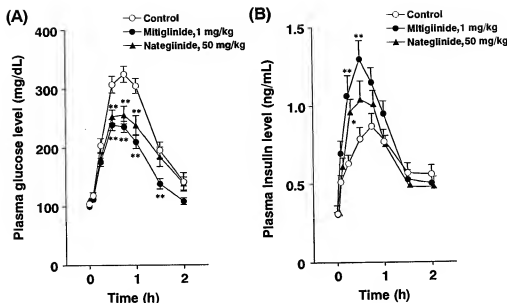 (A)
Control
Mitiglinide,1 mg/kg
Nateglinide,50 mg/kg
Plasma glucose level (mg/dL)
400
300
200
100
0
**
**
**
**
**
**
**
0
1
2
Time (h)
(B)
Control
Mitiglinide,1 mg/kg
Nateglinide,50 mg/kg
Plasma Insulin level (ng/mL)
1.5
1.0
0.5
0.0
**
**
*
0
1
2
Time (h)